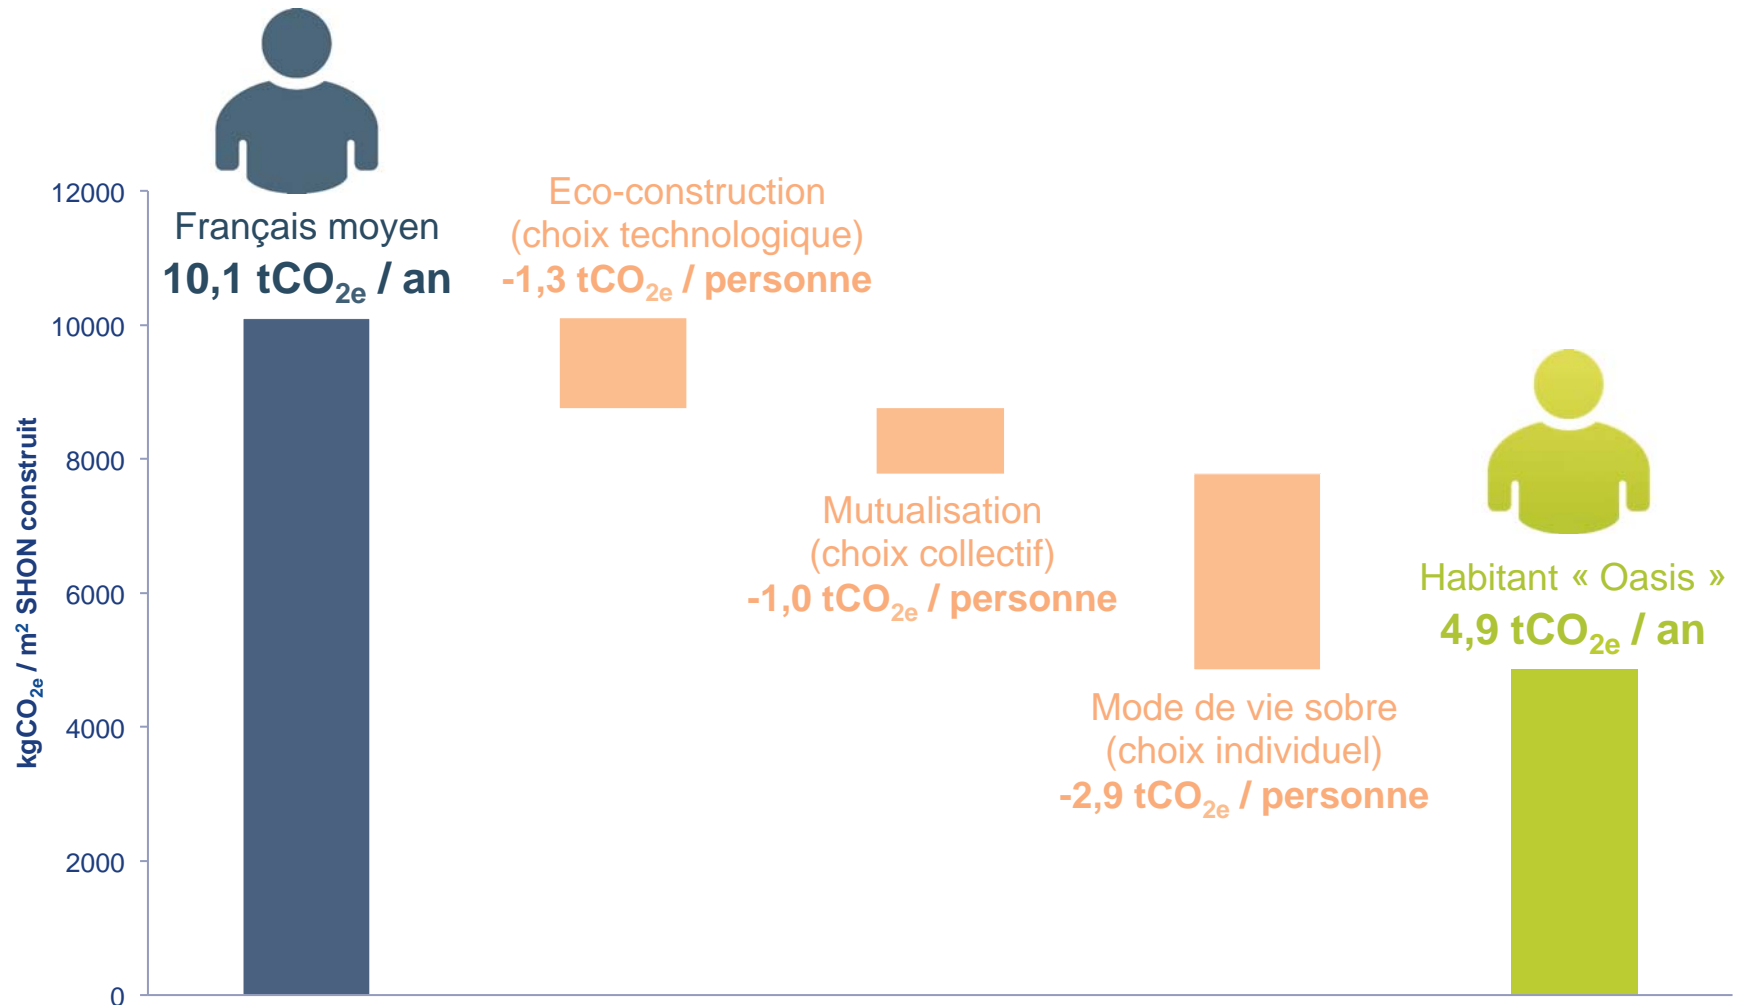 Français moyen
10,1 tCO2e / an
Eco-construction
(choix technologique)
-1,3 tCO2e / personne
Mutualisation
(choix collectif)
-1,0 tCO2e / personne
Mode de vie sobre
(choix individuel)
-2,9 tCO2e / personne
Habitant « Oasis »
4,9 tCO2e / an
kgCO2e / m² SHON construit
12000
10000
8000
6000
4000
2000
0